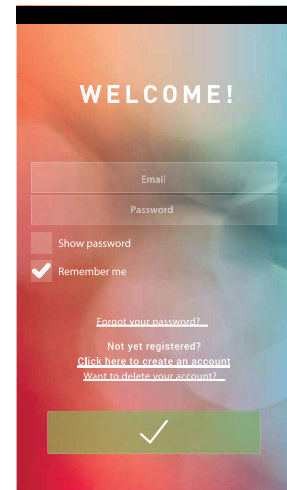 WELCOME!
Email
Password
Show password
Remember me
Forgot your password?
Not yet registered?
Click here to create an account
Want to delete your account?